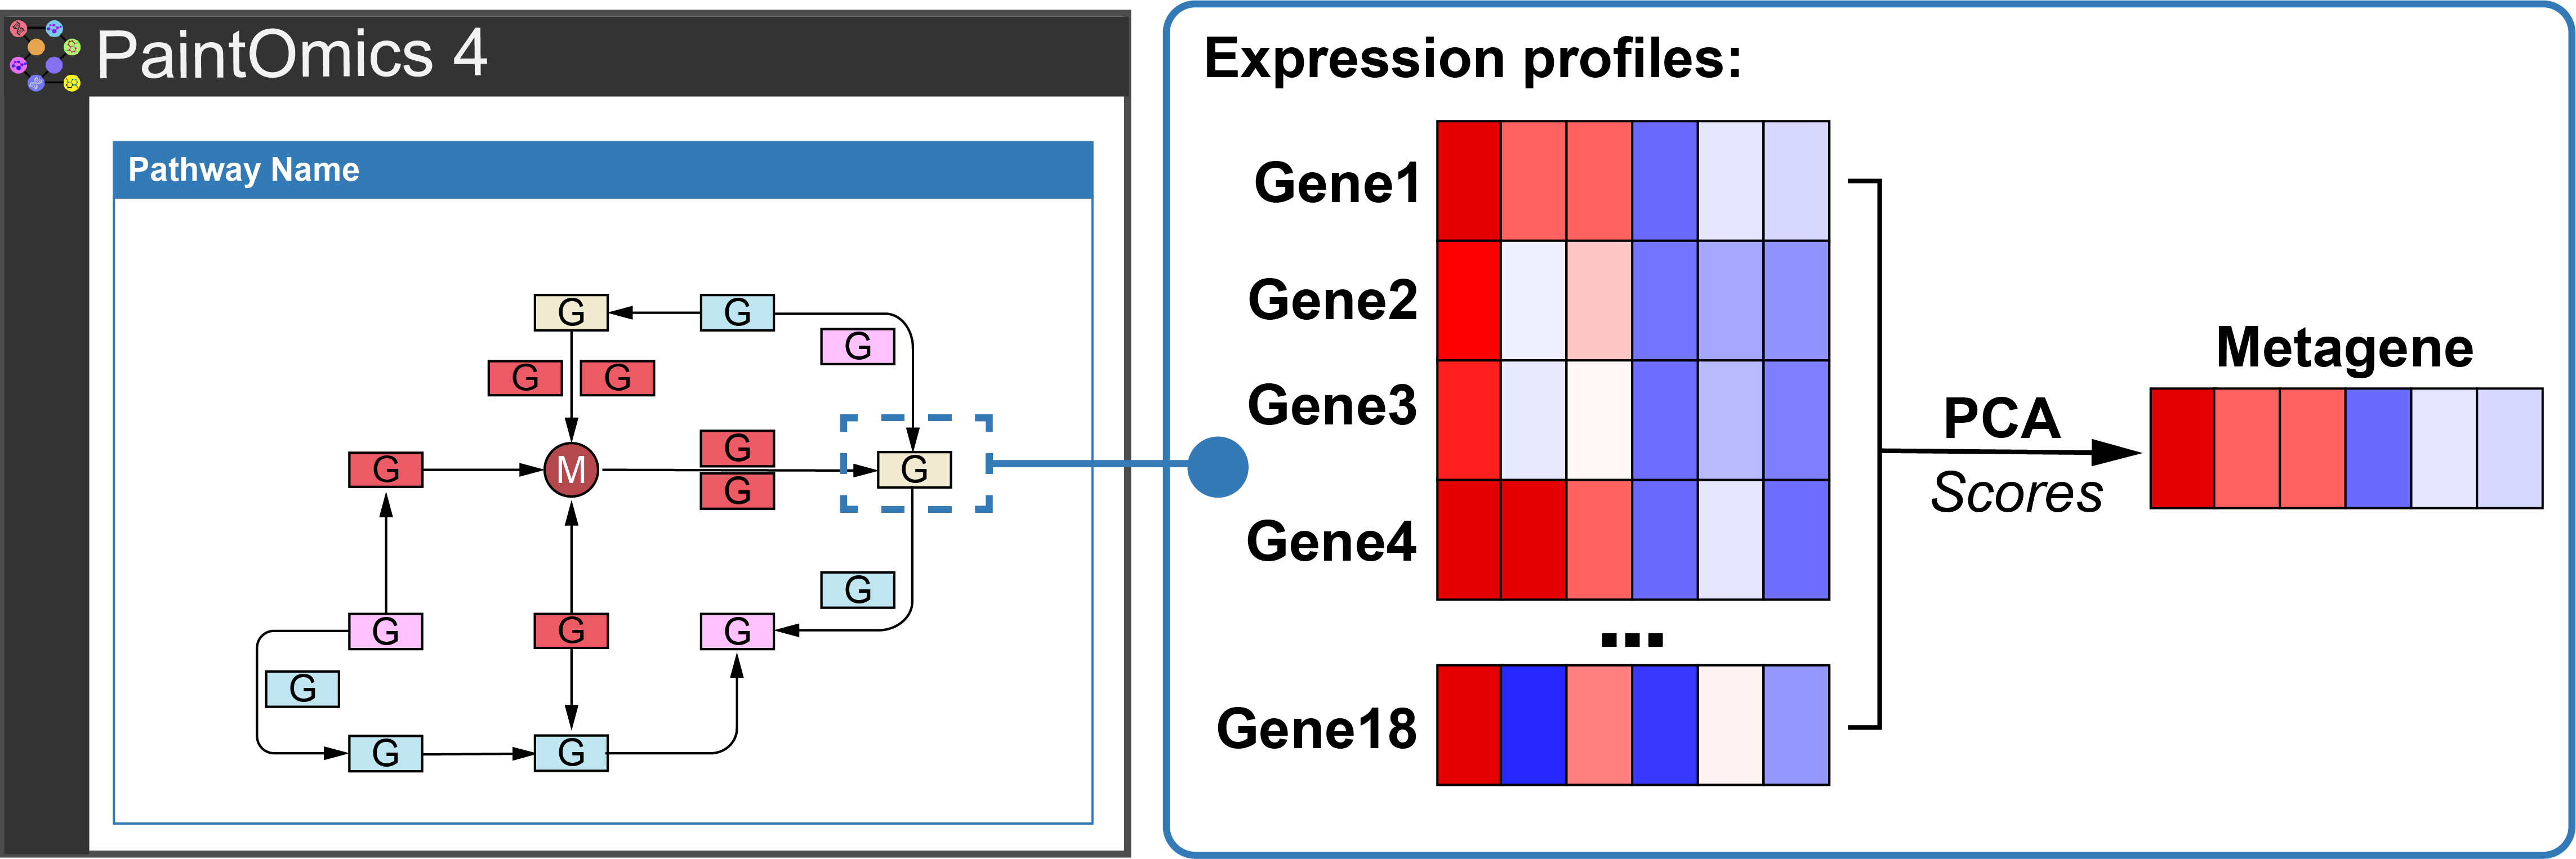 PaintOmics 4
Pathway Name
G
G
G
G
G
G
G
M
G
G
G
G
G
G
G
G
G
Expression profiles:
Gene1
Gene2
Gene3
Gene4
...
Gene18
PCA
Scores
Metagene